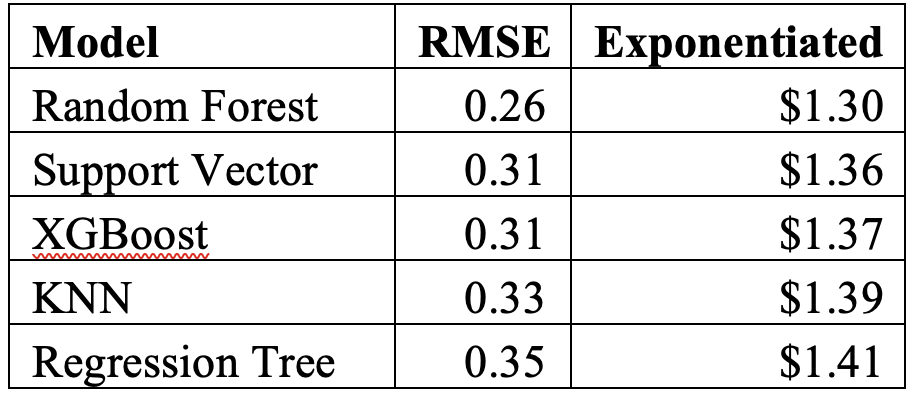 Model RMSE Exponentiated
Random Forest 0.26 $1.30
Support Vector 0.31 $1.36
XGBoost 0.31 $1.37
KNN 0.33 $1.39
Regression Tree 0.35 $1.41